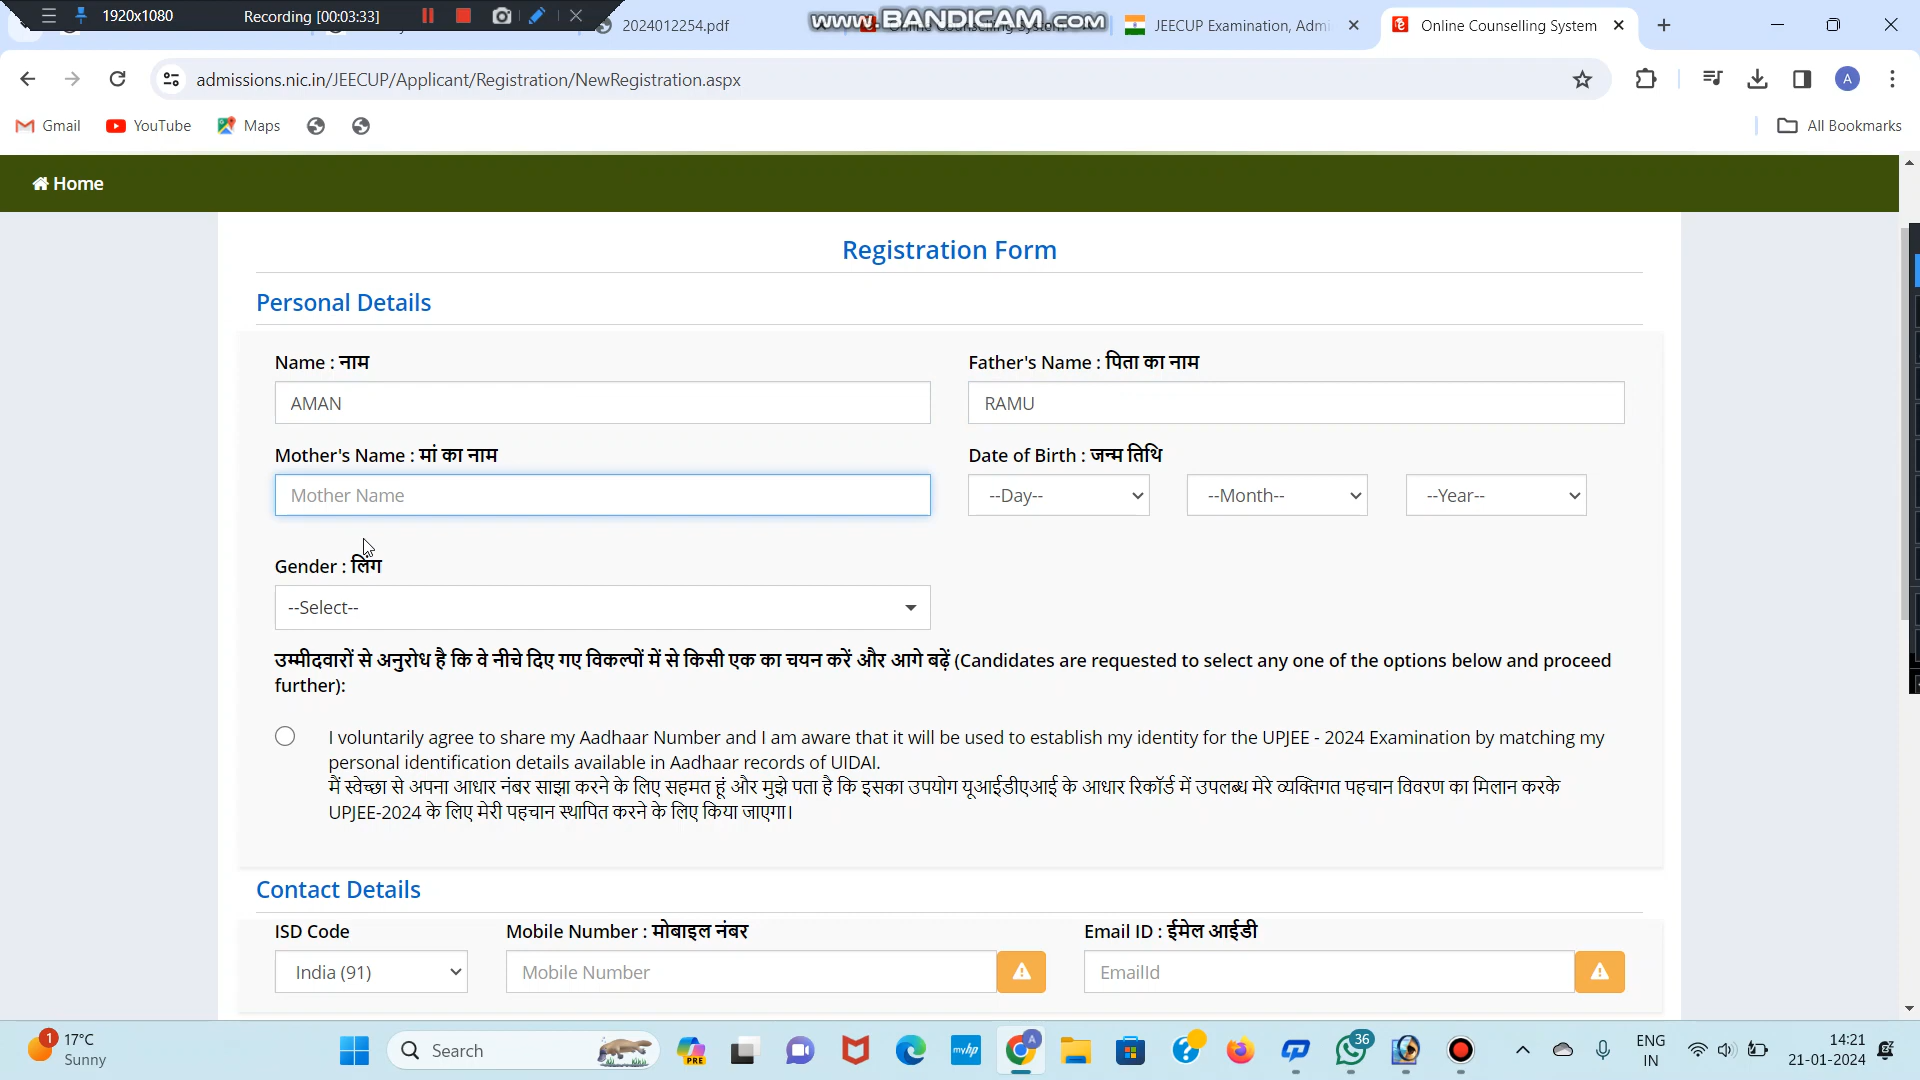 1920x1080
Recording [00:03:33]
2024012254.pdf
WWW.BANDICAM.COM
JEECUP Examination, Admi
Online Counselling System
admissions.nic.in/JEECUP/Applicant/Registration/NewRegistration.aspx
A
Gmail
YouTube
Maps
All Bookmarks
Home
Registration Form
Personal Details
Name : नाम
Father's Name : पिता का नाम
AMAN
RAMU
Mother's Name : मां का नाम
Date of Birth : जन्म तिथि
Mother Name
--Day--
--Month--
--Year--
Gender : लिंग
--Select--
उम्मीदवारों से अनुरोध है कि वे नीचे दिए गए विकल्पों में से किसी एक का चयन करें और आगे बढ़ें (Candidates are requested to select any one of the options below and proceed
further):
I voluntarily agree to share my Aadhaar Number and I am aware that it will be used to establish my identity for the UPJEE - 2024 Examination by matching my
personal identification details available in Aadhaar records of UIDAI.
मैं स्वेच्छा से अपना आधार नंबर साझा करने के लिए सहमत हूं और मुझे पता है कि इसका उपयोग यूआईडीएआई के आधार रिकॉर्ड में उपलब्ध मेरे व्यक्तिगत पहचान विवरण का मिलान करके
UPJEE-2024 के लिए मेरी पहचान स्थापित करने के लिए किया जाएगा।
Contact Details
ISD Code
Mobile Number : मोबाइल नंबर
Email ID : ईमेल आईडी
India (91)
Mobile Number
EmailId
1
17°C
Sunny
Search
PRE
myhp
A
36
ENG
IN
14:21
21-01-2024